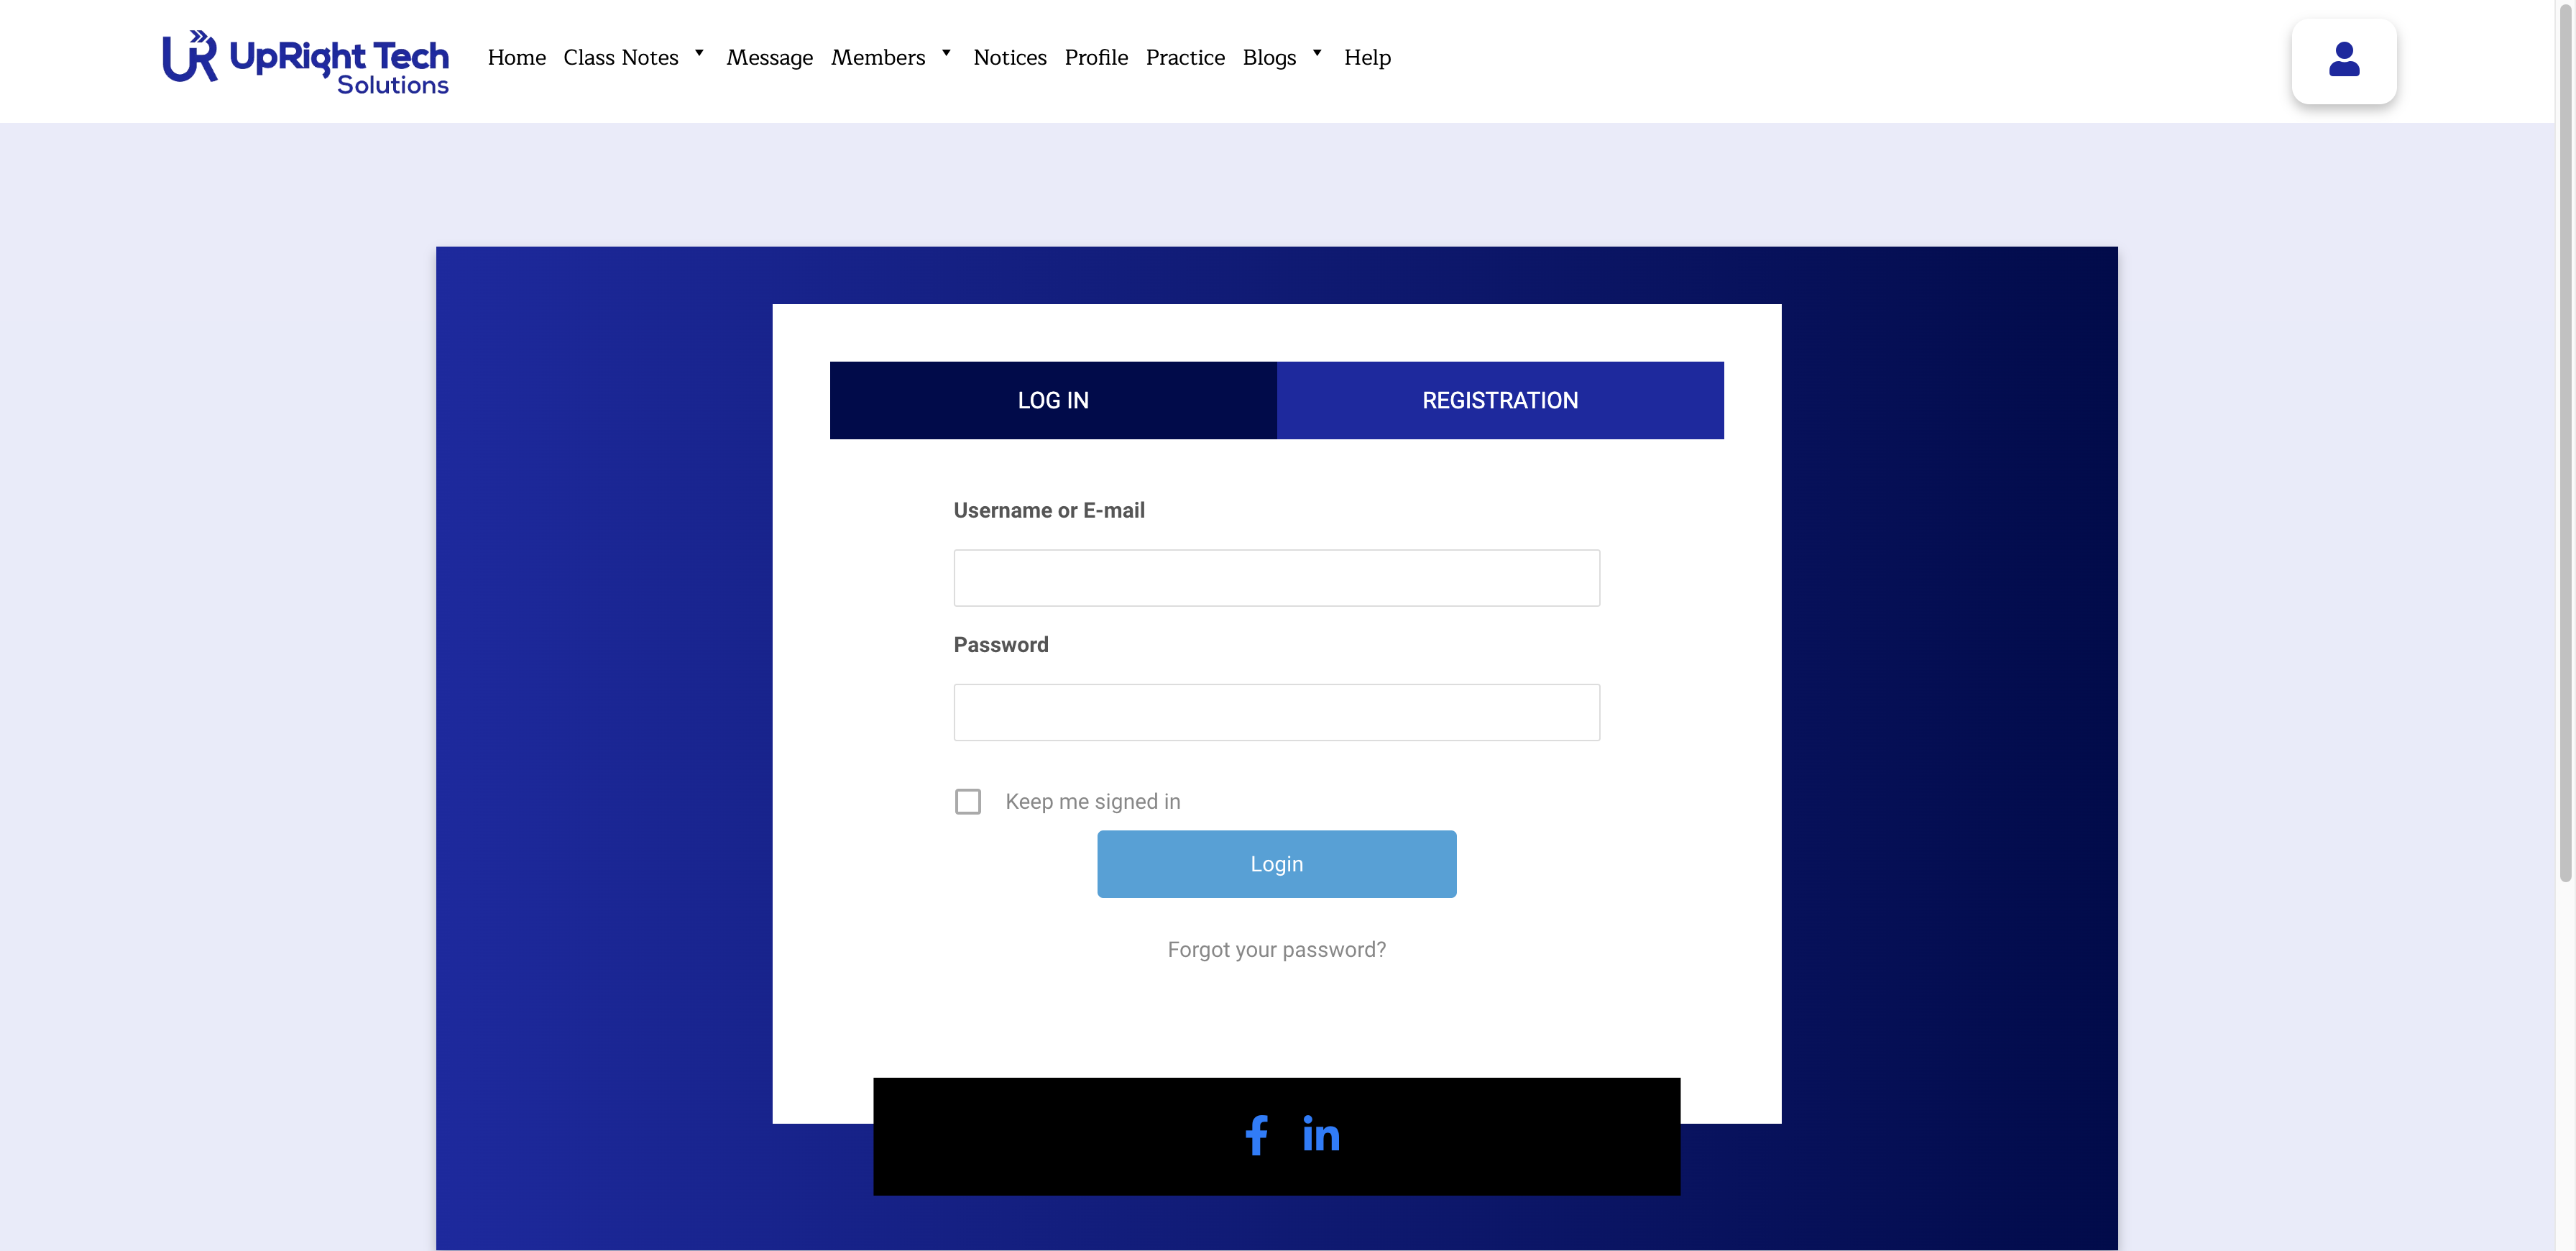 UR UpRight Tech
Solutions
Home Class Notes Message Members Notices Profile Practice Blogs Help
LOG IN REGISTRATION
Username or E-mail
Password
Keep me signed in
Login
Forgot your password?
f in